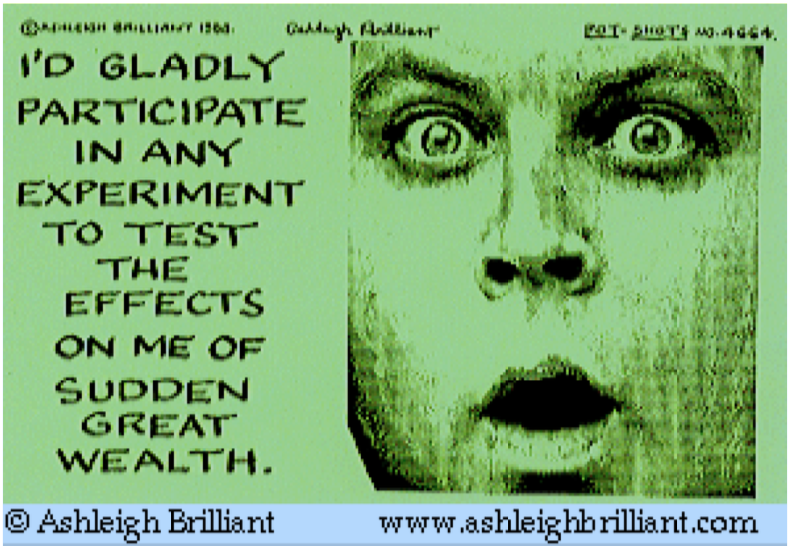 © ASHLEIGH BRILLIANT 1988. Ashleigh Brilliant POT-SHOTS NO. 4664.
I'D GLADLY
PARTICIPATE
IN ANY
EXPERIMENT
TO TEST
THE
EFFECTS
ON ME OF
SUDDEN
GREAT
WEALTH.
© Ashleigh Brilliant www.ashleighbrilliant.com